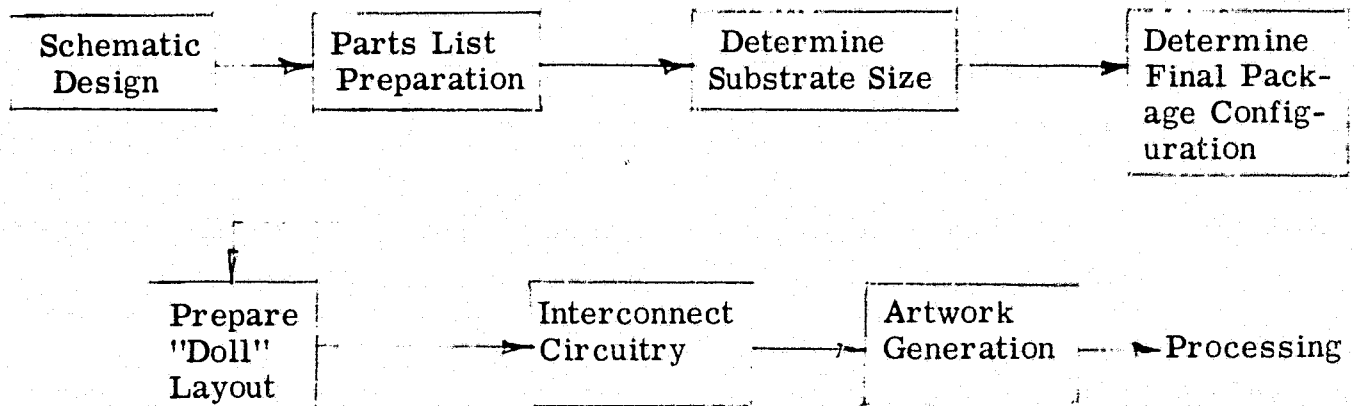 Schematic
Design
Parts List
Preparation
Determine
Substrate Size
Determine
Final Pack-
age Config-
uration
Prepare
"Doll"
Layout
Interconnect
Circuitry
Artwork
Generation
Processing